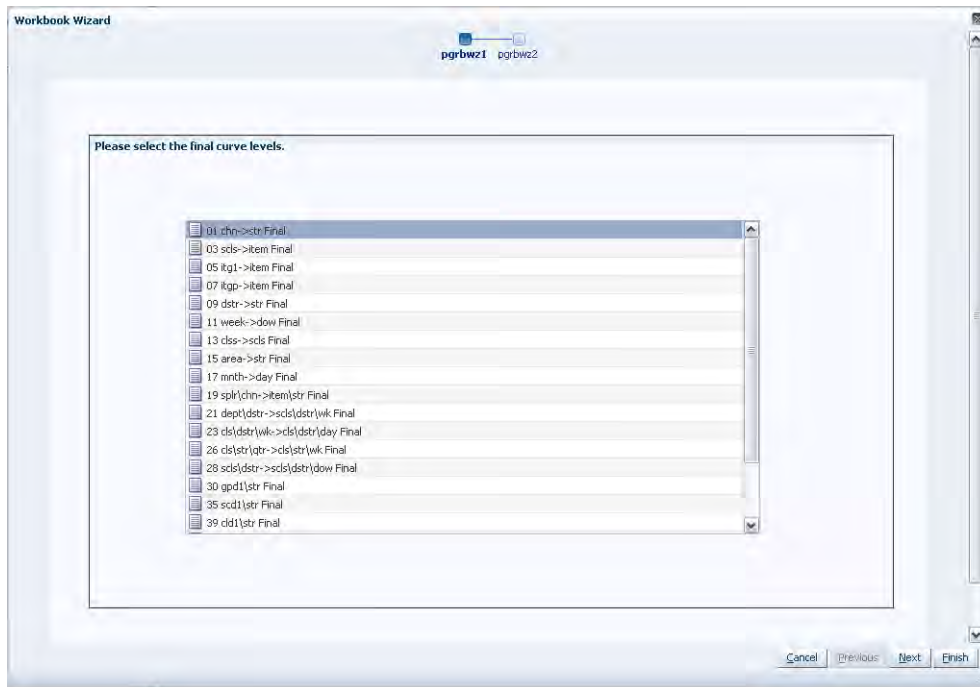 Workbook Wizard
pgrbwz1 pgrbwz2
Please select the final curve levels.
01 chn->str Final
03 scls->item Final
05 itg1->item Final
07 itgp->item Final
09 dstr->str Final
11 week->dow Final
13 clss->scls Final
15 area->str Final
17 mnth->day Final
19 splr\chn->item\str Final
21 dept\dstr->scls\dstr\wk Final
23 cls\dstr\wk->cls\dstr\day Final
26 cls\str\qtr->cls\str\wk Final
28 scls\dstr->scls\dstr\dow Final
30 gpd1\str Final
35 scd1\str Final
39 cld1\str Final
Cancel Previous Next Finish